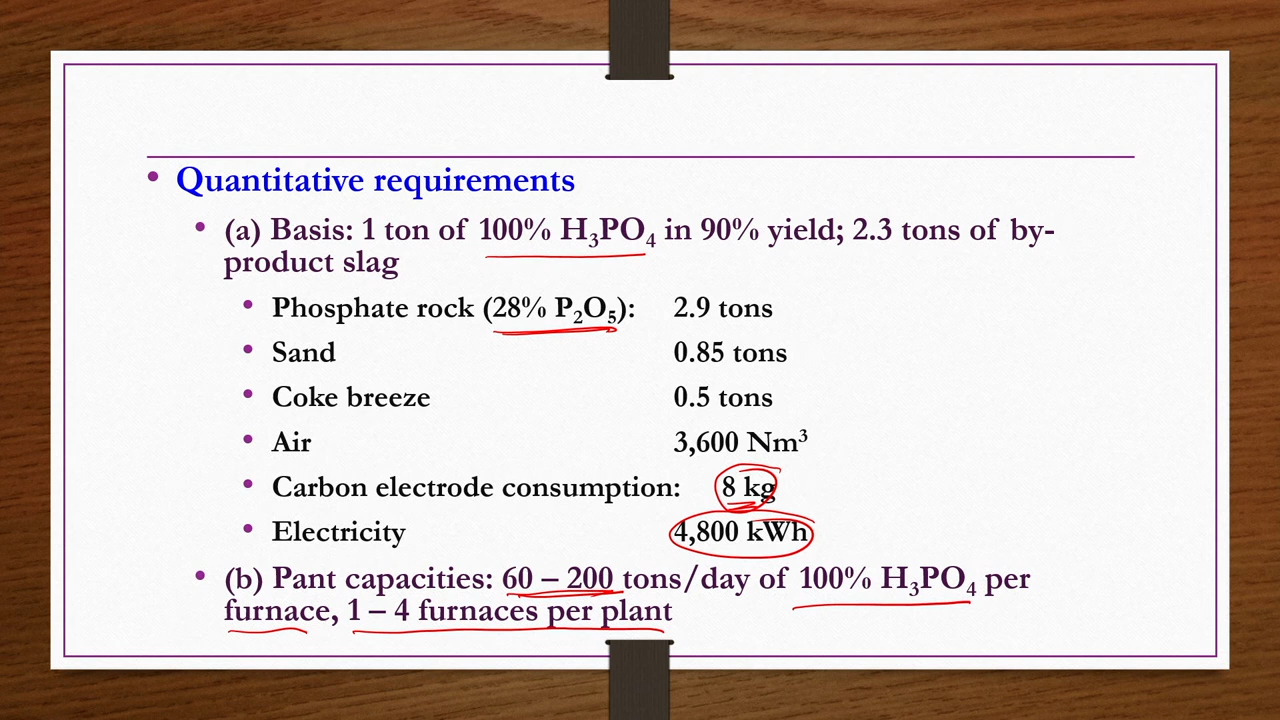 • Quantitative requirements
• (a) Basis: 1 ton of 100% H₃PO₄ in 90% yield; 2.3 tons of by-
product slag
• Phosphate rock (28% P₂O₅): 2.9 tons
• Sand 0.85 tons
• Coke breeze 0.5 tons
• Air 3,600 Nm³
• Carbon electrode consumption: 8 kg
• Electricity 4,800 kWh
• (b) Pant capacities: 60 – 200 tons/day of 100% H₃PO₄ per
furnace, 1 – 4 furnaces per plant